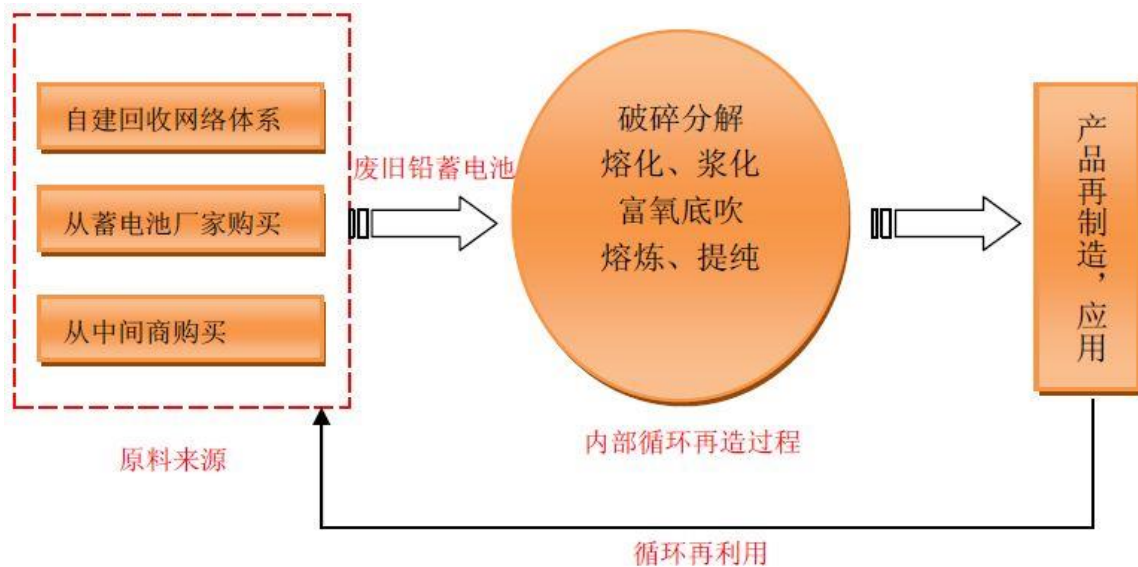 自建回收网络体系
从蓄电池厂家购买
从中间商购买
原料来源
废旧铅蓄电池
破碎分解
熔化、浆化
富氧底吹
熔炼、提纯
内部循环再造过程
产品再制造，应用
循环再利用